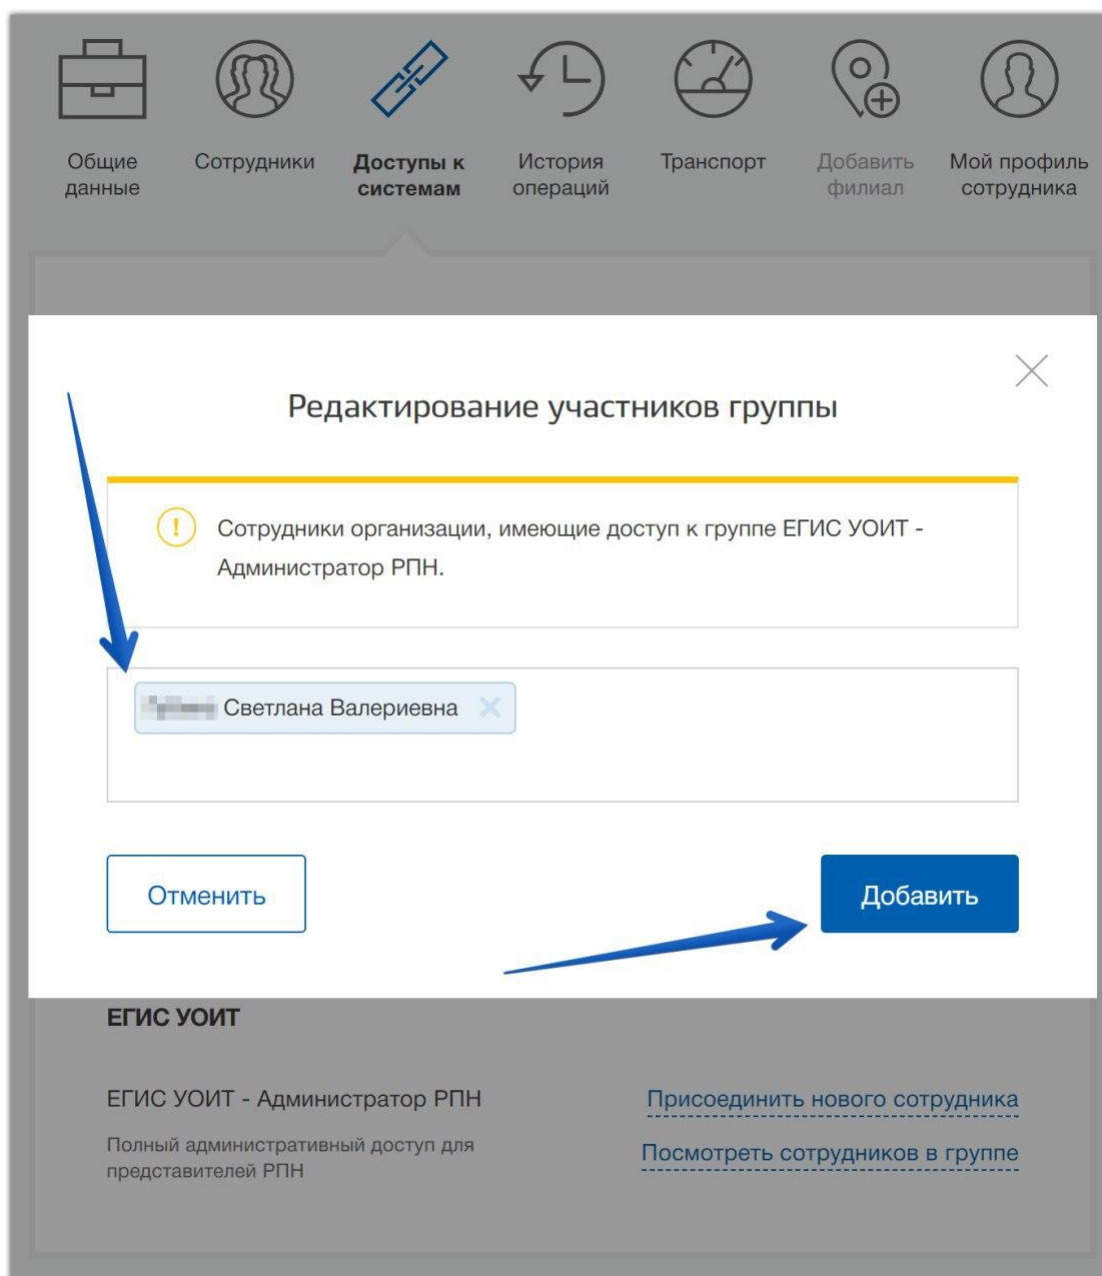 Общие данные
Сотрудники
Доступы к системам
История операций
Транспорт
Добавить филиал
Мой профиль сотрудника
Редактирование участников группы
Сотрудники организации, имеющие доступ к группе ЕГИС УОИТ -
Администратор РПН.
Светлана Валериевна
Отменить
Добавить
ЕГИС УОИТ
ЕГИС УОИТ - Администратор РПН
Присоединить нового сотрудника
Полный административный доступ для
представителей РПН
Посмотреть сотрудников в группе